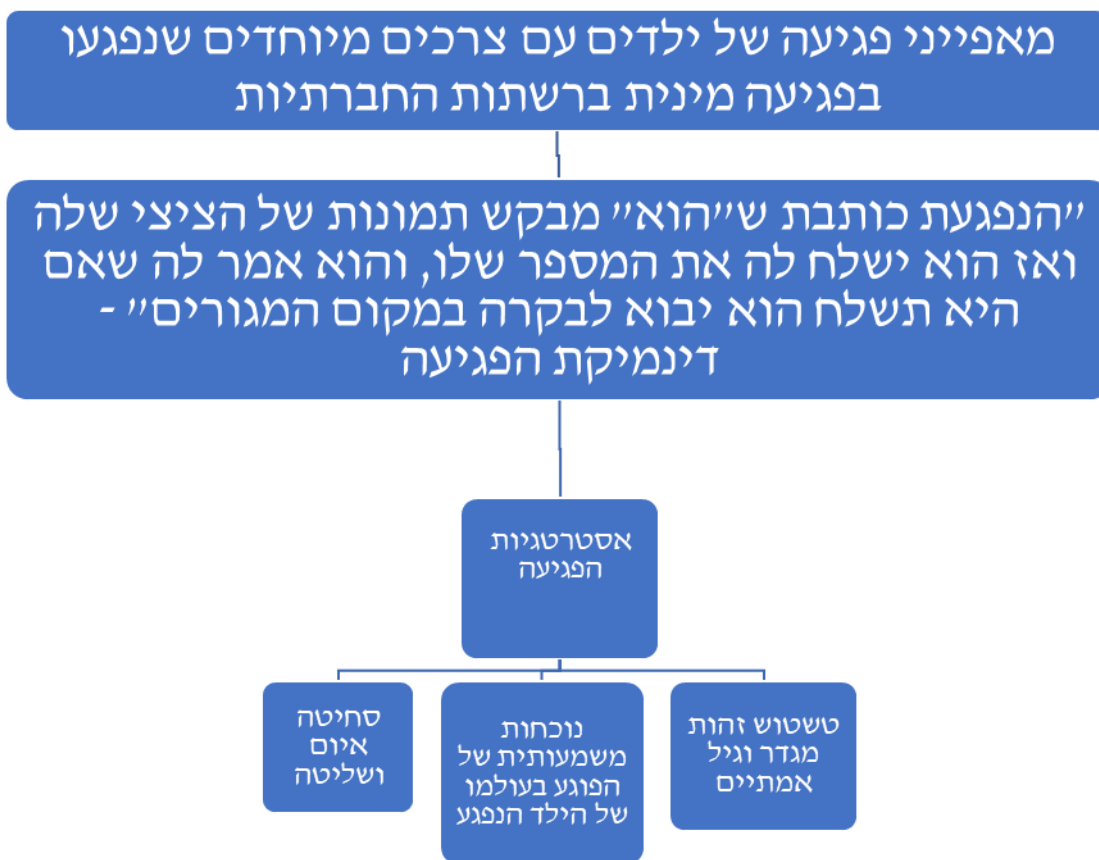 מאפייני פגיעה של ילדים עם צרכים מיוחדים שנפגעו
בפגיעה מינית ברשתות החברתיות
״הנפגעת כותבת ש״הוא״ מבקש תמונות של הציצי שלה
ואז הוא ישלח לה את המספר שלו, והוא אמר לה שאם
היא תשלח הוא יבוא לבקרה במקום המגורים״ -
דינמיקת הפגיעה
אסטרטגיות
הפגיעה
טשטוש זהות
מגדר וגיל
אמתיים
נוכחות
משמעותית של
הפוגע בעולמו
של הילד הנפגע
סחיטה
איום
ושליטה